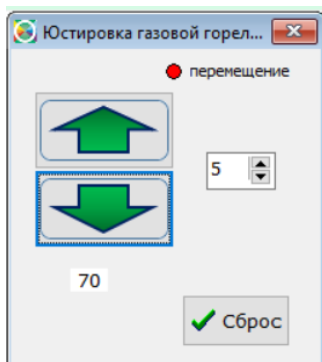 Юстировка газовой горел...
перемещение
5
70
Сброс